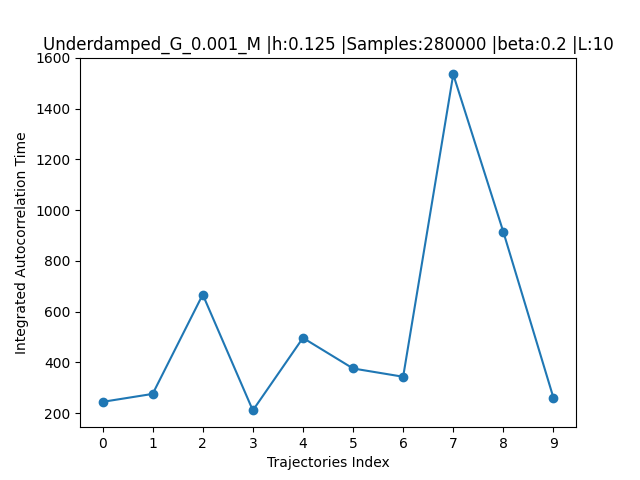 Underdamped_G_0.001_M |h:0.125 |Samples:280000 |beta:0.2 |L:10
Integrated Autocorrelation Time
1600
1400
1200
1000
800
600
400
200
0 1 2 3 4 5 6 7 8 9
Trajectories Index